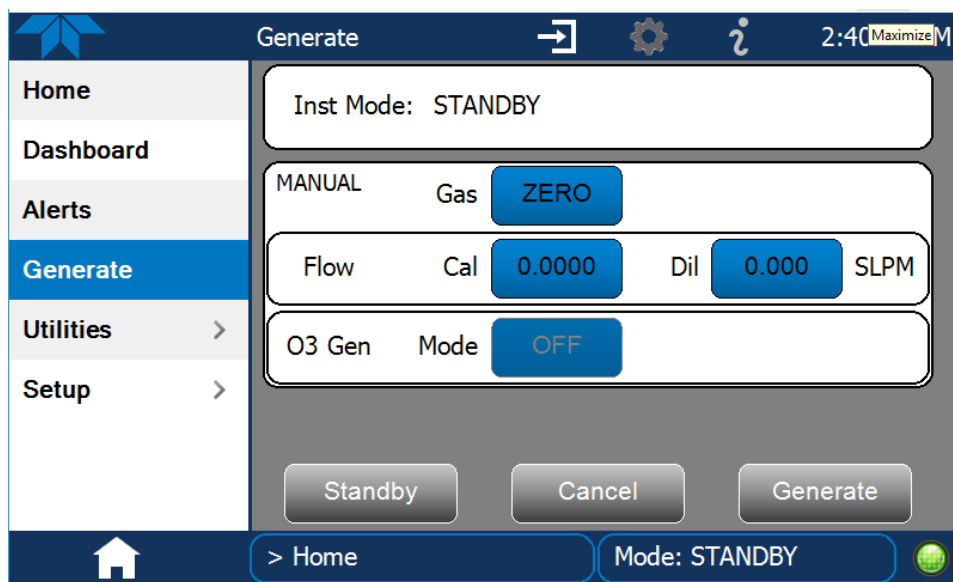 Generate
2:40
Maximize
M
Home
Dashboard
Alerts
Generate
Utilities
Setup
Inst Mode: STANDBY
MANUAL Gas ZERO
Flow Cal 0.0000 Dil 0.000 SLPM
O3 Gen Mode OFF
Standby Cancel Generate
> Home
Mode: STANDBY